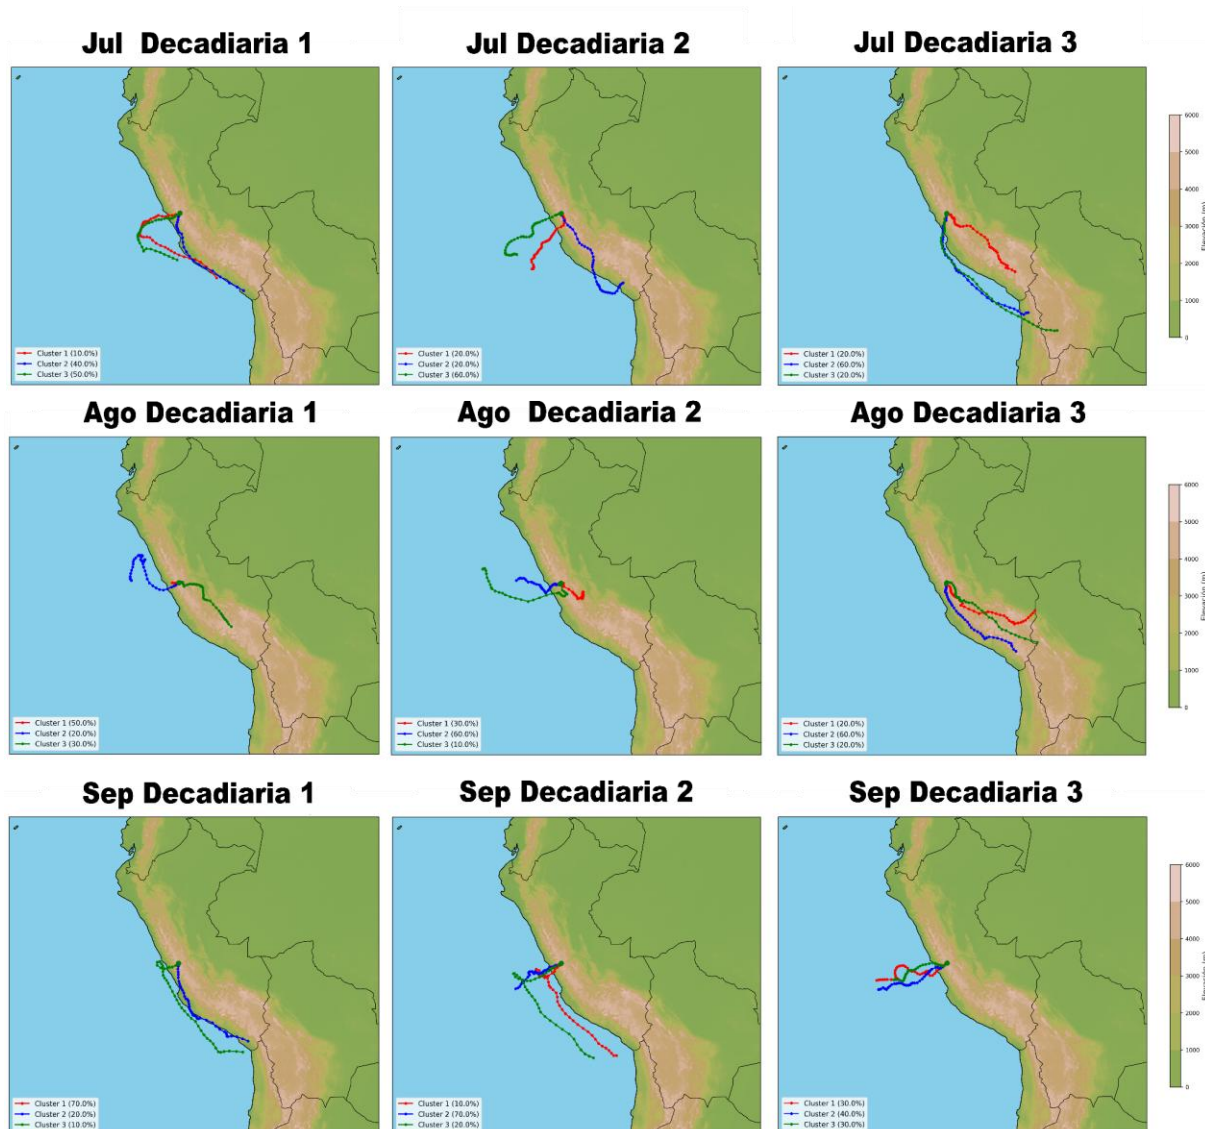 Jul Decadiaria 1
Jul Decadiaria 2
Jul Decadiaria 3
Cluster 1 (10.0%)
Cluster 2 (40.0%)
Cluster 3 (50.0%)
Cluster 1 (20.0%)
Cluster 2 (20.0%)
Cluster 3 (60.0%)
Cluster 1 (20.0%)
Cluster 2 (60.0%)
Cluster 3 (20.0%)
6000
5000
4000
3000
2000
1000
0
Elevación (m)
Ago Decadiaria 1
Ago Decadiaria 2
Ago Decadiaria 3
Cluster 1 (50.0%)
Cluster 2 (20.0%)
Cluster 3 (30.0%)
Cluster 1 (30.0%)
Cluster 2 (60.0%)
Cluster 3 (10.0%)
Cluster 1 (20.0%)
Cluster 2 (60.0%)
Cluster 3 (20.0%)
6000
5000
4000
3000
2000
1000
0
Elevación (m)
Sep Decadiaria 1
Sep Decadiaria 2
Sep Decadiaria 3
Cluster 1 (70.0%)
Cluster 2 (20.0%)
Cluster 3 (10.0%)
Cluster 1 (10.0%)
Cluster 2 (70.0%)
Cluster 3 (20.0%)
Cluster 1 (30.0%)
Cluster 2 (40.0%)
Cluster 3 (30.0%)
6000
5000
4000
3000
2000
1000
0
Elevación (m)